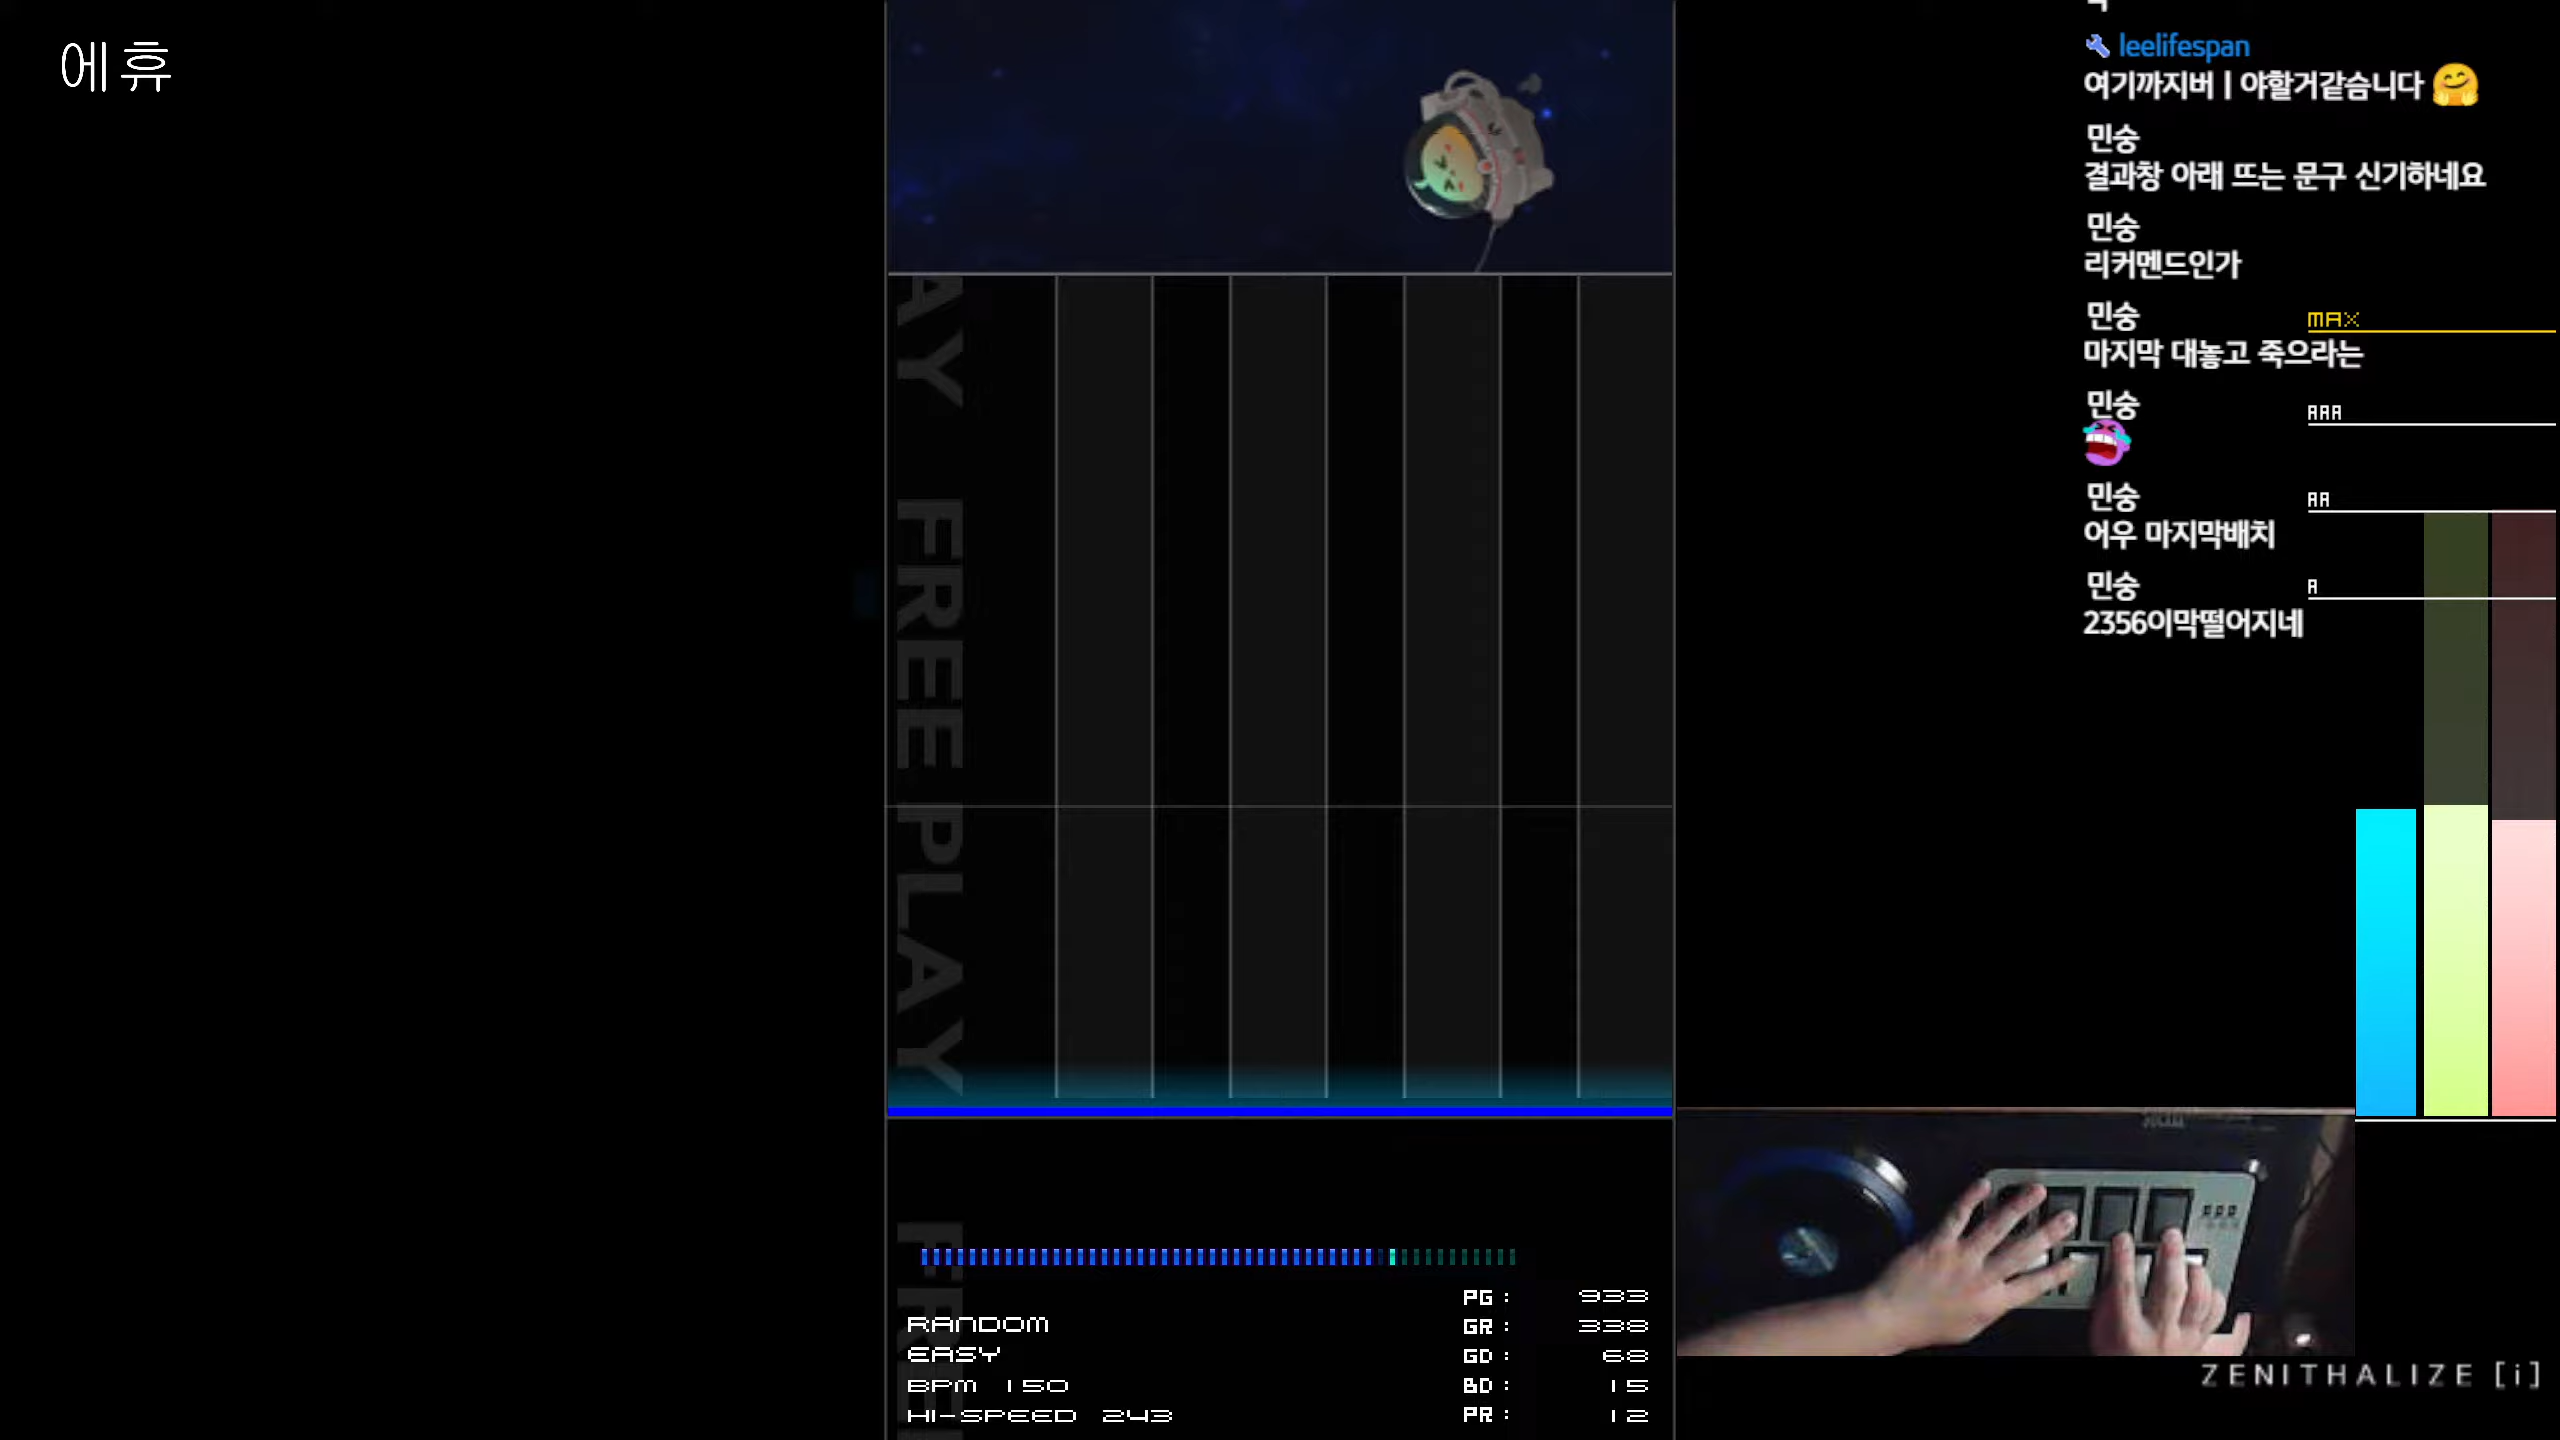 에휴
leelifespan
여기까지버ㅣ야할거같슴니다 🤗
민숭
결과창 아래 뜨는 문구 신기하네요
민숭
리커멘드인가
민숭
마지막 대놓고 죽으라는
민숭
민숭
어우 마지막배치
민숭
2356이막떨어지네
MAX
AAA
AA
A
AY
FREE PLAY
FREE
RANDOM
EASY
BPM 150
HI-SPEED 243
PG : 933
GR : 338
GD : 68
BD : 15
PR : 12
ZENITHALIZE [i]